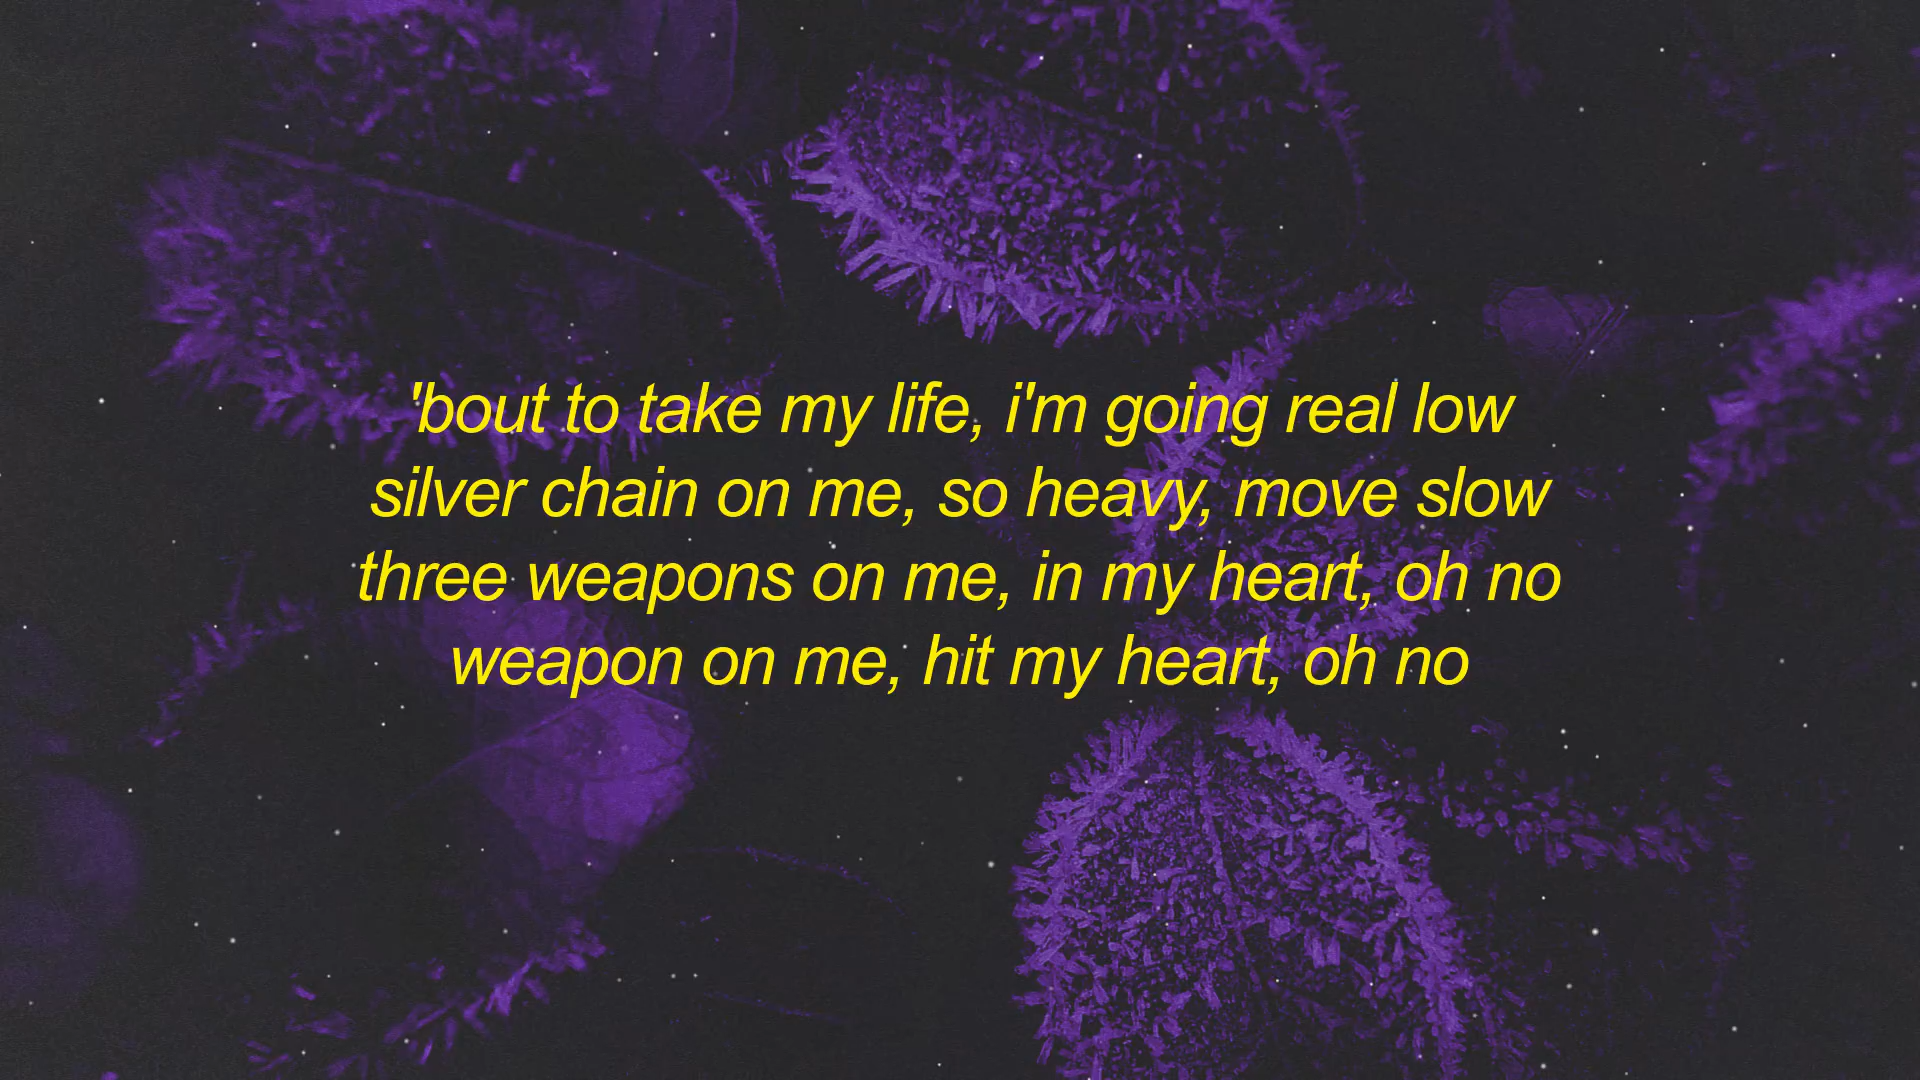 'bout to take my life, i'm going real low
silver chain on me, so heavy, move slow
three weapons on me, in my heart, oh no
weapon on me, hit my heart, oh no